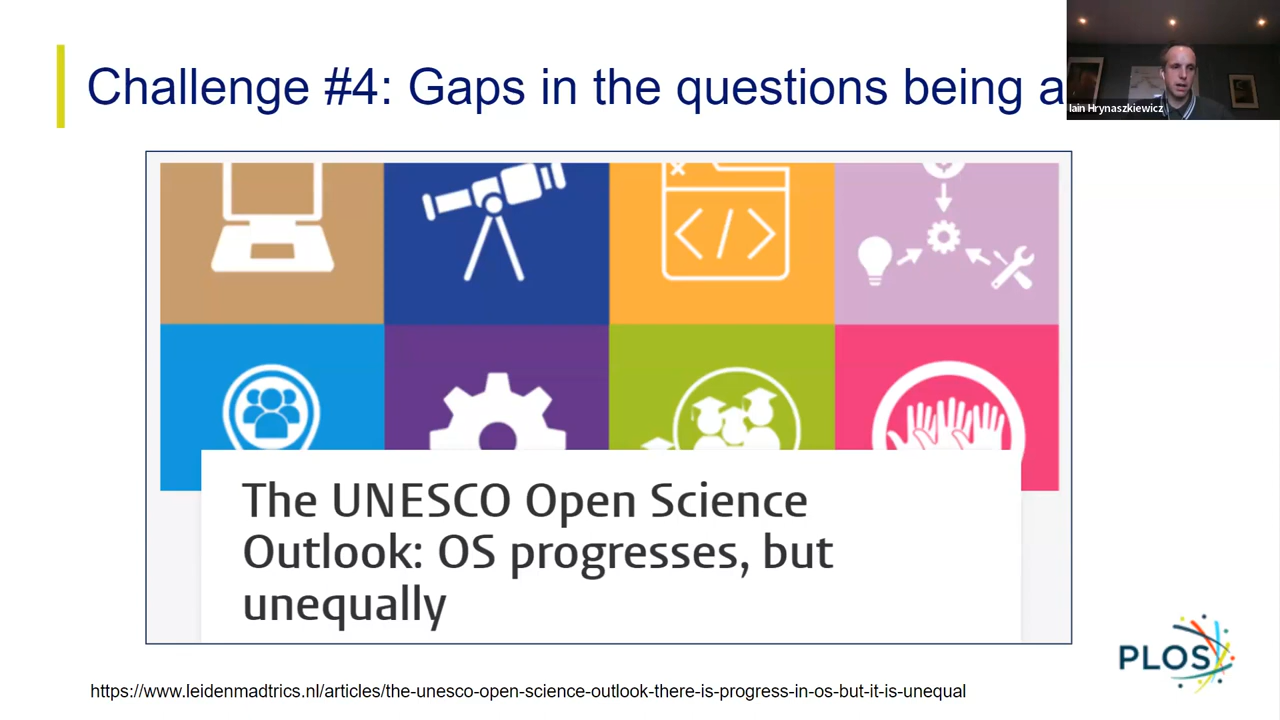 Challenge #4: Gaps in the questions being a
Iain Hrynaszkiewicz
</>
The UNESCO Open Science
Outlook: OS progresses, but
unequally
PLOS
https://www.leidenmadtrics.nl/articles/the-unesco-open-science-outlook-there-is-progress-in-os-but-it-is-unequal